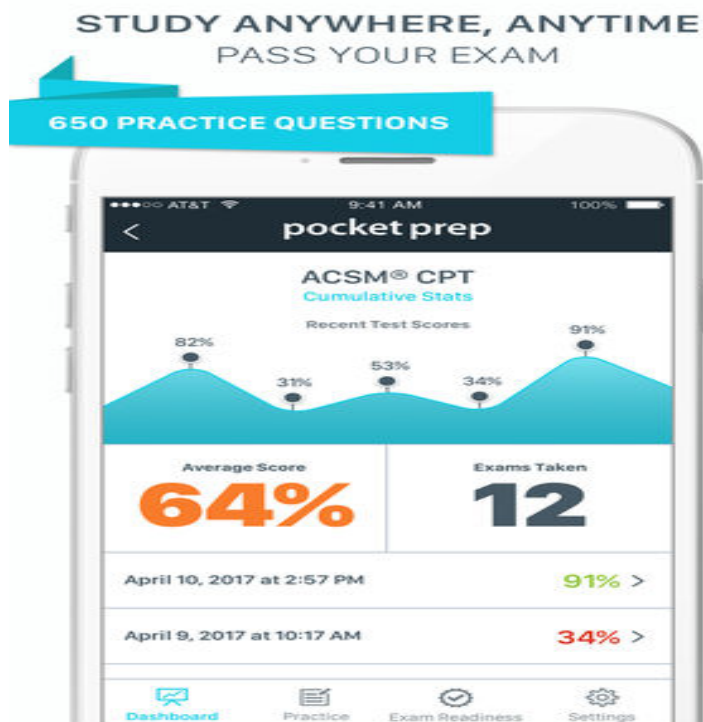 STUDY ANYWHERE, ANYTIME
PASS YOUR EXAM
650 PRACTICE QUESTIONS
AT&T 9:41 AM 100%
< pocket prep
ACSM® CPT
Cumulative Stats
Recent Test Scores
82% 31% 53% 34% 91%
Average Score Exams Taken
64% 12
April 10, 2017 at 2:57 PM 91% >
April 9, 2017 at 10:17 AM 34% >
Dashboard Practice Exam Readiness Settings